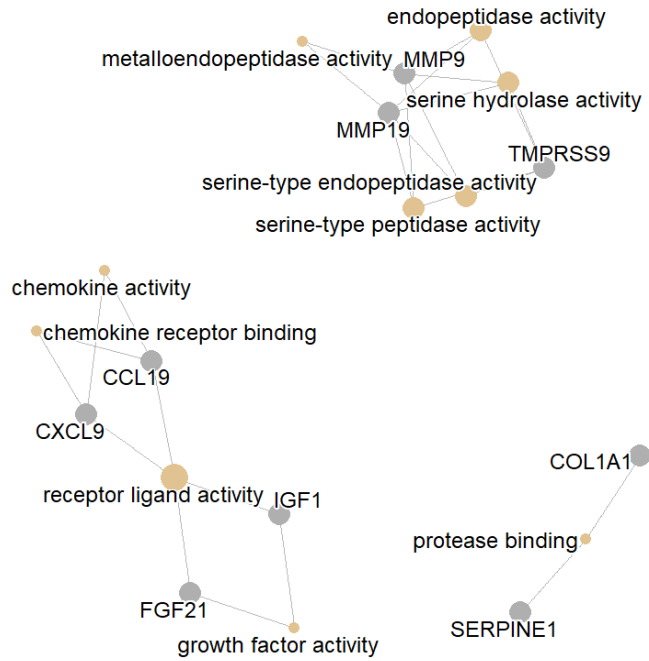 endopeptidase activity
metalloendopeptidase activity
MMP9
serine hydrolase activity
MMP19
TMPRSS9
serine-type endopeptidase activity
serine-type peptidase activity
chemokine activity
chemokine receptor binding
CCL19
CXCL9
receptor ligand activity
IGF1
COL1A1
protease binding
FGF21
SERPINE1
growth factor activity